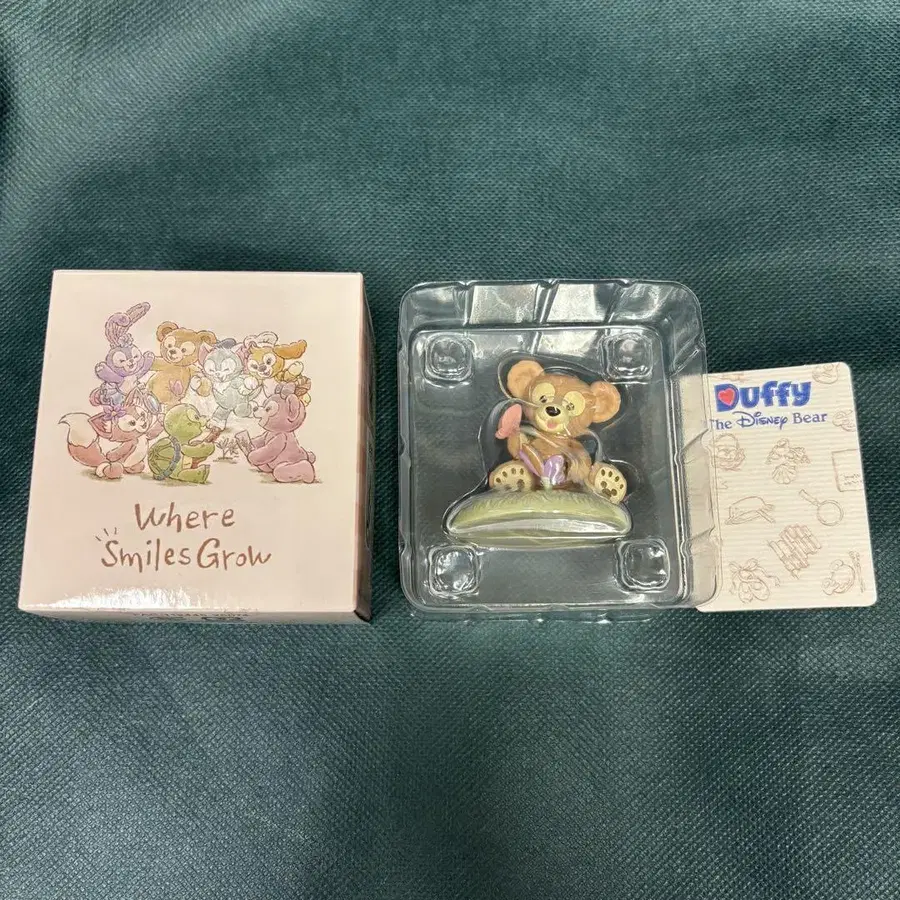 Where
Smiles Grow
Duffy
The Disney Bear